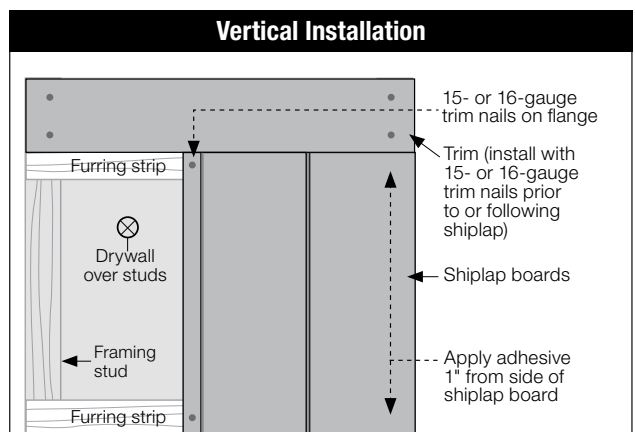 Vertical Installation
15- or 16-gauge
trim nails on flange
Trim (install with
15- or 16-gauge
trim nails prior
to or following
shiplap)
Furring strip
Drywall
over studs
Shiplap boards
Framing
stud
Apply adhesive
1" from side of
shiplap board
Furring strip